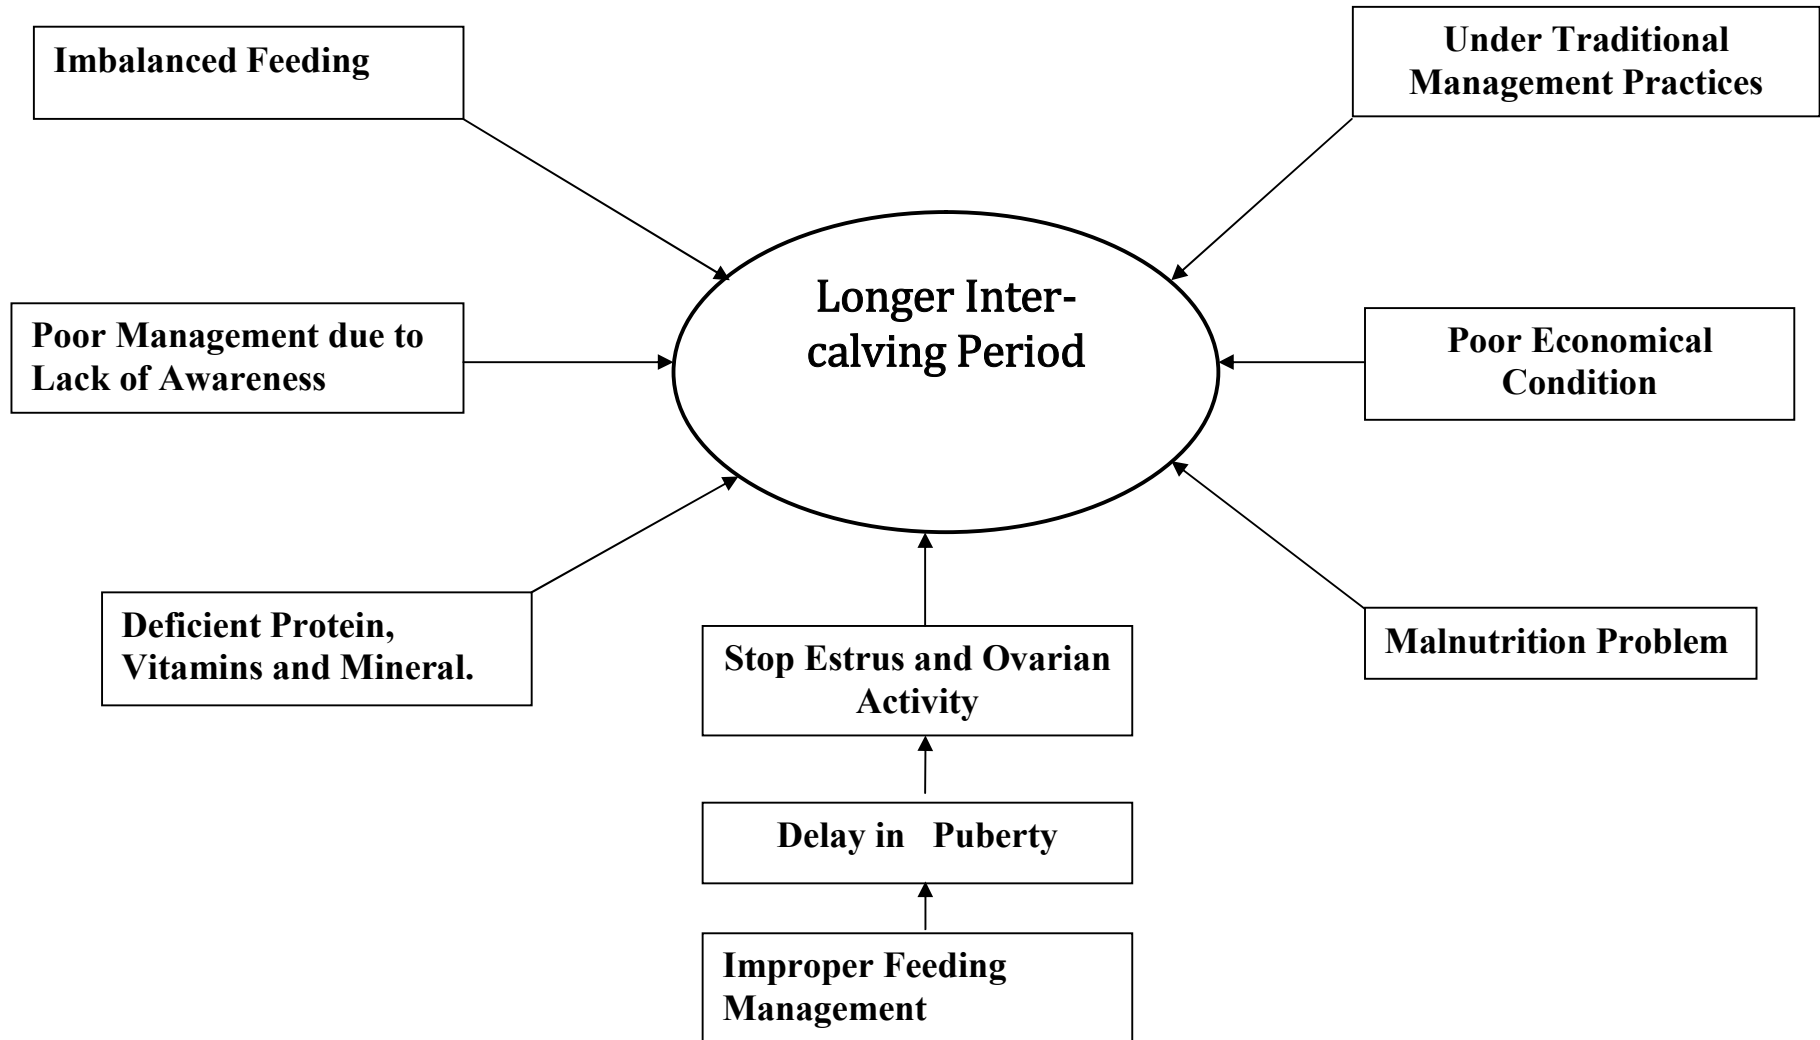 Imbalanced Feeding
Under Traditional
Management Practices
Longer Inter-
calving Period
Poor Management due to
Lack of Awareness
Poor Economical
Condition
Deficient Protein,
Vitamins and Mineral.
Stop Estrus and Ovarian
Activity
Malnutrition Problem
Delay in   Puberty
Improper Feeding
Management